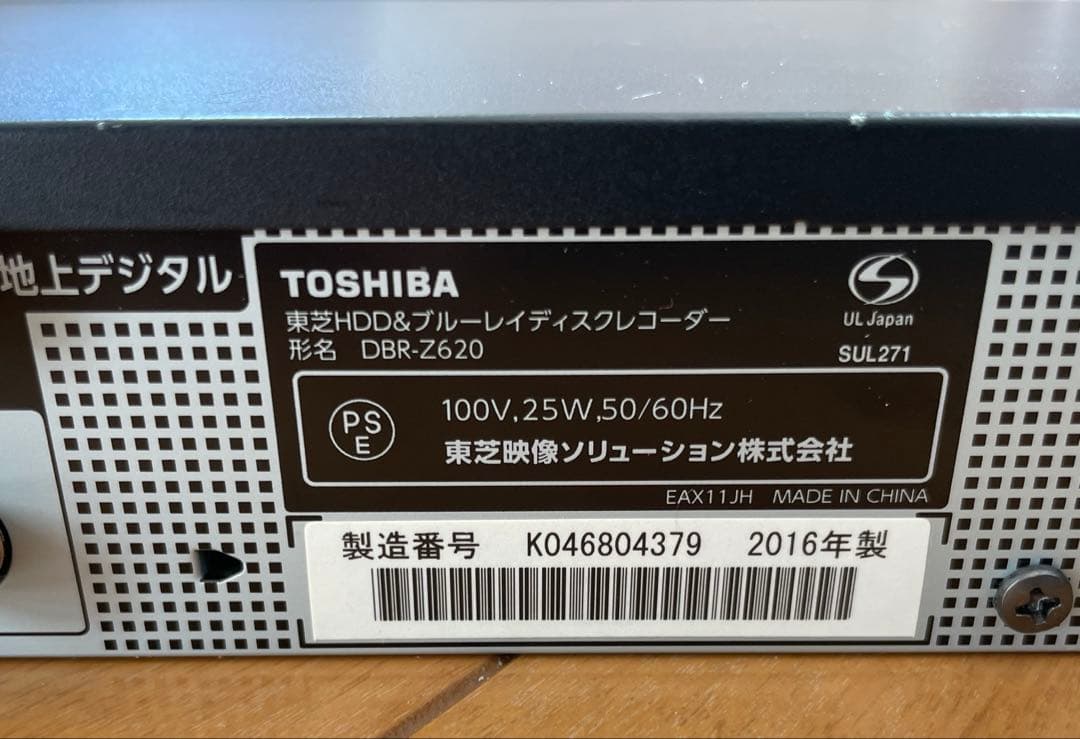 地上デジタル
TOSHIBA
東芝HDD&ブルーレイディスクレコーダー
形名 DBR-Z620
UL Japan
SUL271
PS
E
100V,25W,50/60Hz
東芝映像ソリューション株式会社
EAX11JH MADE IN CHINA
製造番号 K046804379 2016年製